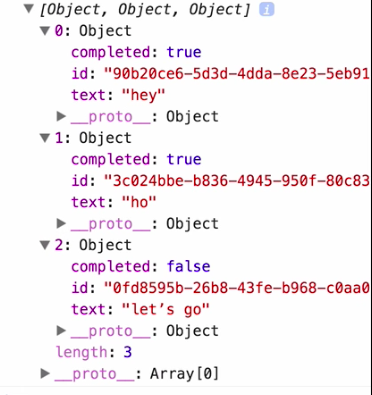 [Object, Object, Object] i
0: Object
completed: true
id: "90b20ce6-5d3d-4dda-8e23-5eb91
text: "hey"
__proto__: Object
1: Object
completed: true
id: "3c024bbe-b836-4945-950f-80c83
text: "ho"
__proto__: Object
2: Object
completed: false
id: "0fd8595b-26b8-43fe-b968-c0aa0
text: "let’s go"
__proto__: Object
length: 3
__proto__: Array[0]